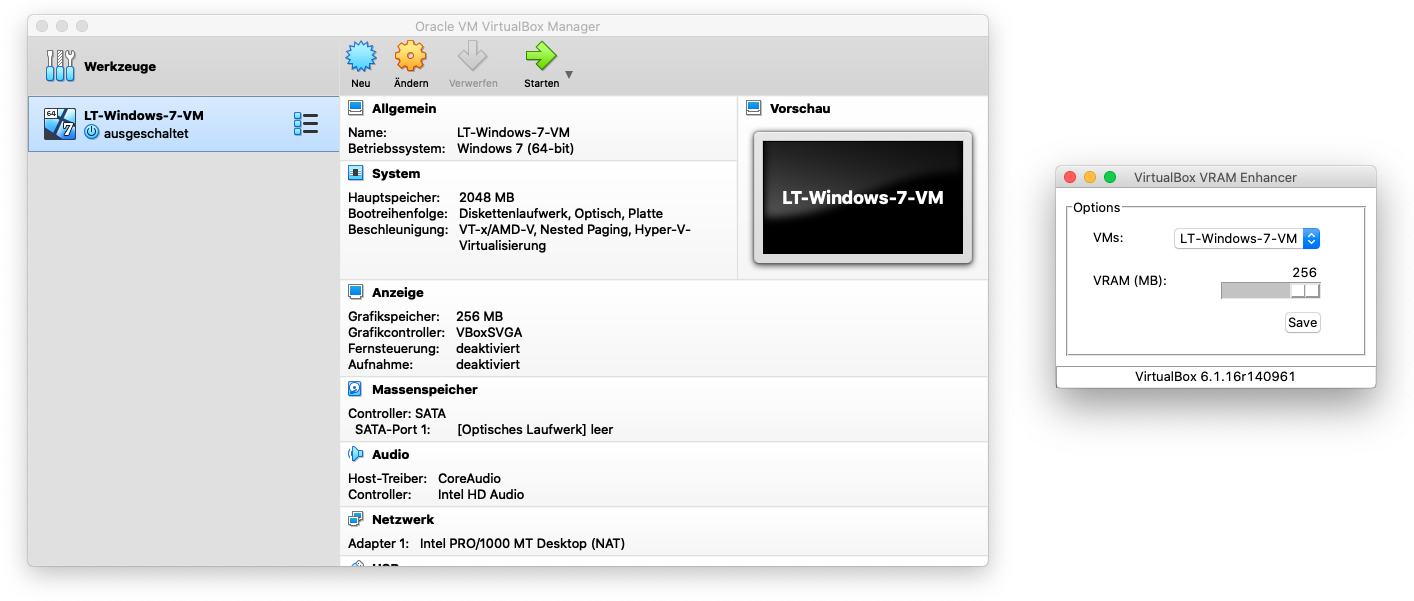 Oracle VM VirtualBox Manager
Werkzeuge
Neu
Ändern
Verwerfen
Starten
64
7
LT-Windows-7-VM
ausgeschaltet
Allgemein
Name: LT-Windows-7-VM
Betriebssystem: Windows 7 (64-bit)
System
Hauptspeicher: 2048 MB
Bootreihenfolge: Diskettenlaufwerk, Optisch, Platte
Beschleunigung: VT-x/AMD-V, Nested Paging, Hyper-V-
Virtualisierung
Vorschau
LT-Windows-7-VM
Anzeige
Grafikspeicher: 256 MB
Grafikcontroller: VBoxSVGA
Fernsteuerung: deaktiviert
Aufnahme: deaktiviert
Massenspeicher
Controller: SATA
SATA-Port 1: [Optisches Laufwerk] leer
Audio
Host-Treiber: CoreAudio
Controller: Intel HD Audio
Netzwerk
Adapter 1: Intel PRO/1000 MT Desktop (NAT)
VirtualBox VRAM Enhancer
Options
VMs: LT-Windows-7-VM
256
VRAM (MB):
Save
VirtualBox 6.1.16r140961